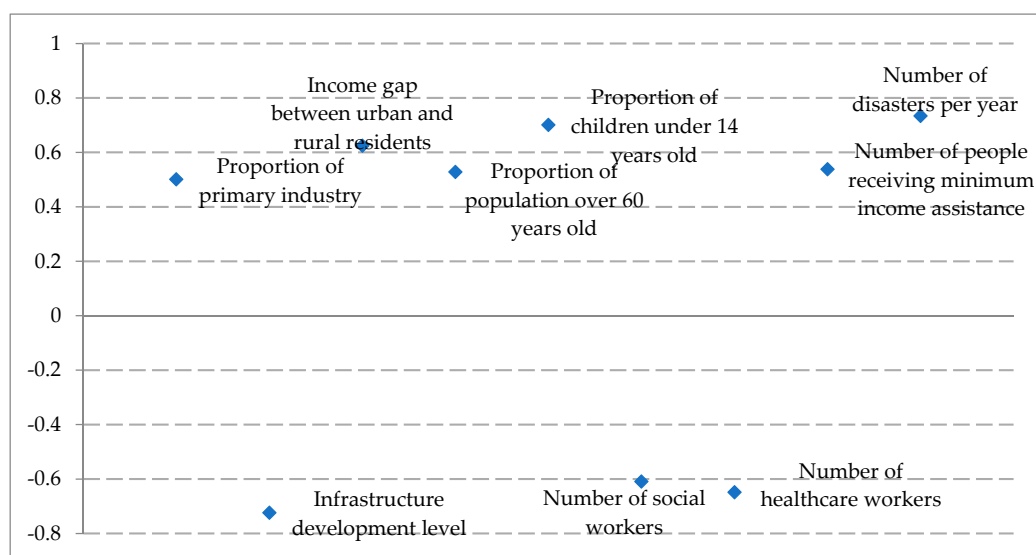 1
0.8
0.6
0.4
0.2
0
-0.2
-0.4
-0.6
-0.8
Proportion of
primary industry
Infrastructure
development level
Income gap
between urban and
rural residents
Proportion of
population over 60
years old
Proportion of
children under 14
years old
Number of social
workers
Number of
healthcare workers
Number of people
receiving minimum
income assistance
Number of
disasters per year